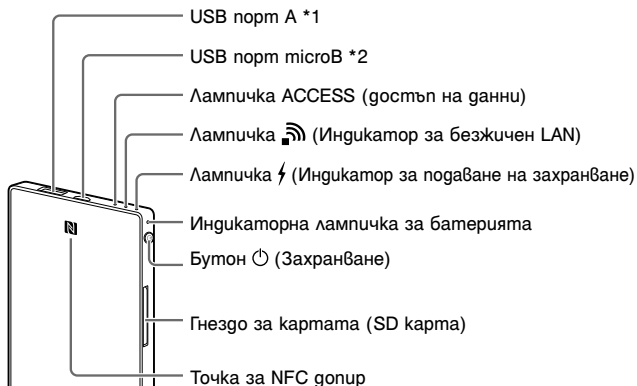 USB порт A *1
USB порт microB *2
Лампичка ACCESS (достъп на данни)
Лампичка (Индикатор за безжичен LAN)
Лампичка (Индикатор за подаване на захранване)
Индикаторна лампичка за батерията
Бутон (Захранване)
Гнездо за картата (SD карта)
Точка за NFC допир